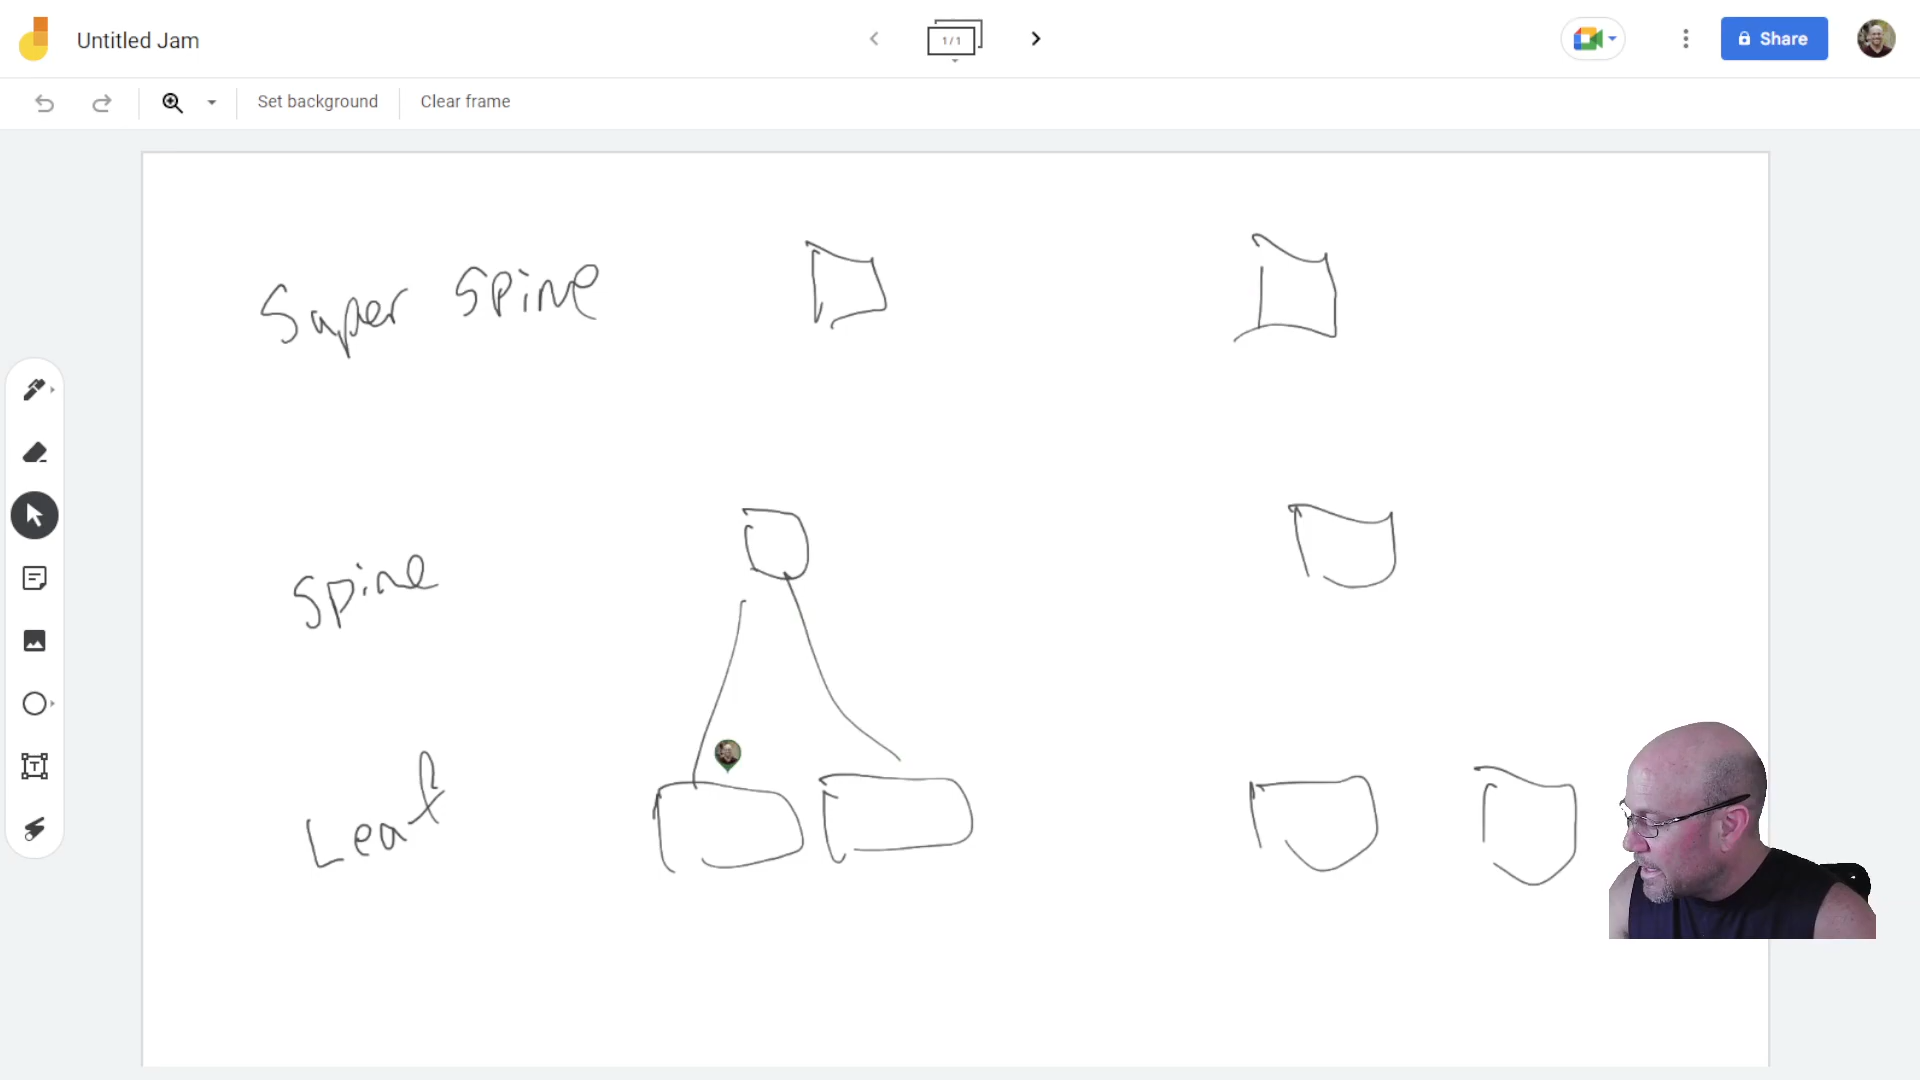 Untitled Jam
1/1
Share
Set background
Clear frame
Super Spine
Spine
Leaf